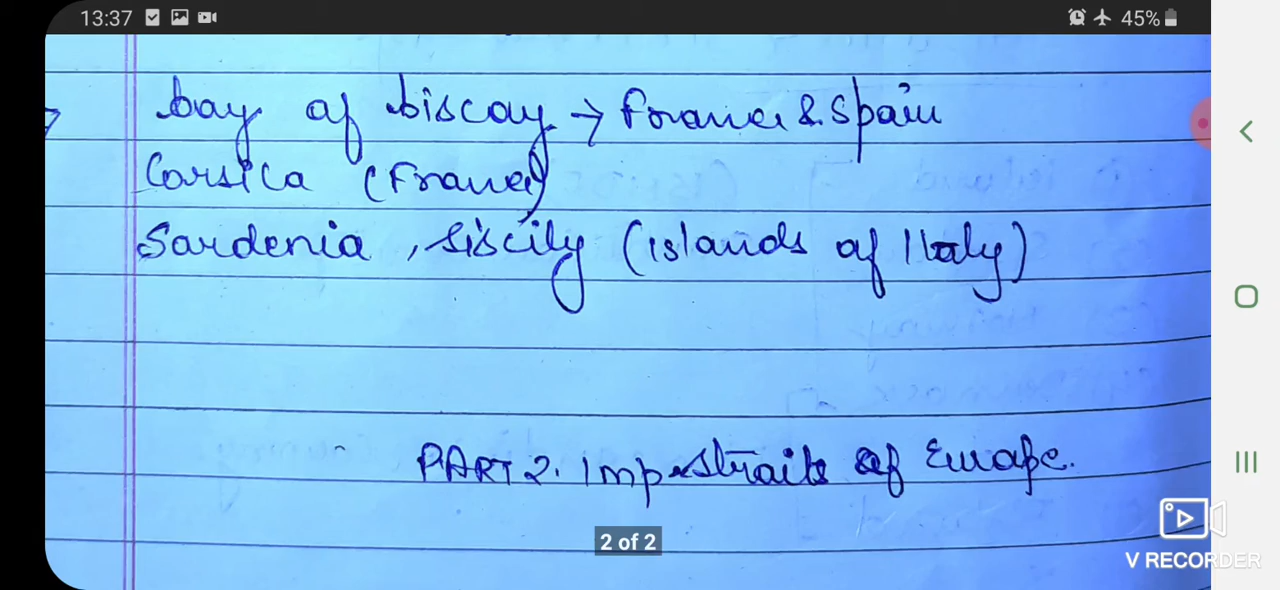 13:37
45%
bay of biscay → France & Spain
Corsica (France)
Sardenia, siscily (islands of Italy)
PART 2. Imp straits of Europe.
2 of 2
V RECORDER